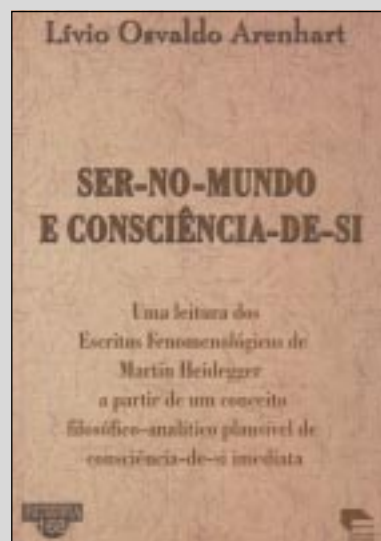 Lívio Osvaldo Arenhart
SER-NO-MUNDO
E CONSCIÊNCIA-DE-SI
Uma leitura dos
Escritos Fenomenológicos de
Martin Heidegger
a partir de um conceito
filosófico-analítico plausível de
consciência-de-si imediata